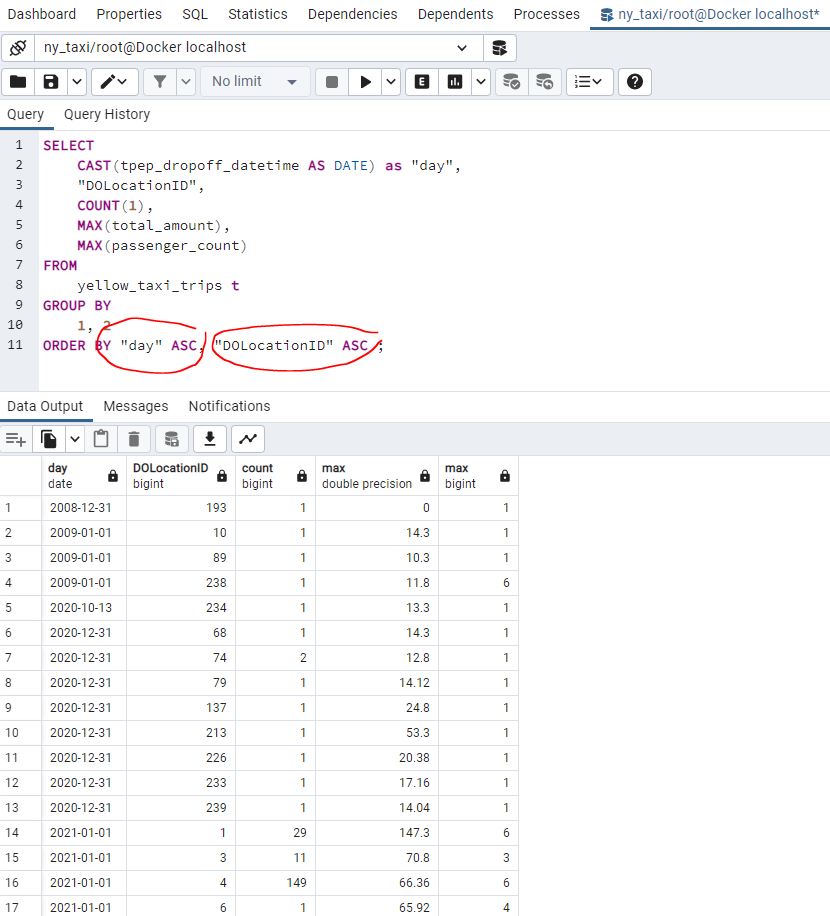 Dashboard Properties SQL Statistics Dependencies Dependents Processes ny_taxi/root@Docker localhost*
ny_taxi/root@Docker localhost
No limit E
Query Query History
1 SELECT
2 CAST(tpep_dropoff_datetime AS DATE) as "day",
3 "DOLocationID",
4 COUNT(1),
5 MAX(total_amount),
6 MAX(passenger_count)
7 FROM
8 yellow_taxi_trips t
9 GROUP BY
10 1, 2
11 ORDER BY "day" ASC, "DOLocationID" ASC ;
Data Output Messages Notifications
day DOLocationID count max max
date bigint bigint double precision bigint
1 2008-12-31 193 1 0 1
2 2009-01-01 10 1 14.3 1
3 2009-01-01 89 1 10.3 1
4 2009-01-01 238 1 11.8 6
5 2020-10-13 234 1 13.3 1
6 2020-12-31 68 1 14.3 1
7 2020-12-31 74 2 12.8 1
8 2020-12-31 79 1 14.12 1
9 2020-12-31 137 1 24.8 1
10 2020-12-31 213 1 53.3 1
11 2020-12-31 226 1 20.38 1
12 2020-12-31 233 1 17.16 1
13 2020-12-31 239 1 14.04 1
14 2021-01-01 1 29 147.3 6
15 2021-01-01 3 11 70.8 3
16 2021-01-01 4 149 66.36 6
17 2021-01-01 6 1 65.92 4